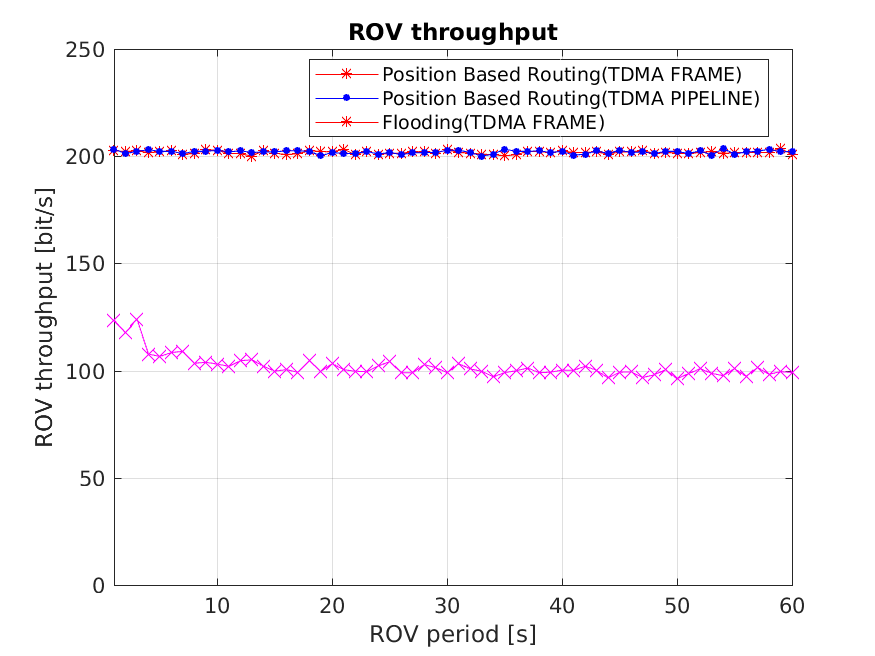 ROV throughput
250
200
150
100
50
0
ROV throughput [bit/s]
Position Based Routing(TDMA FRAME)
Position Based Routing(TDMA PIPELINE)
Flooding(TDMA FRAME)
10 20 30 40 50 60
ROV period [s]